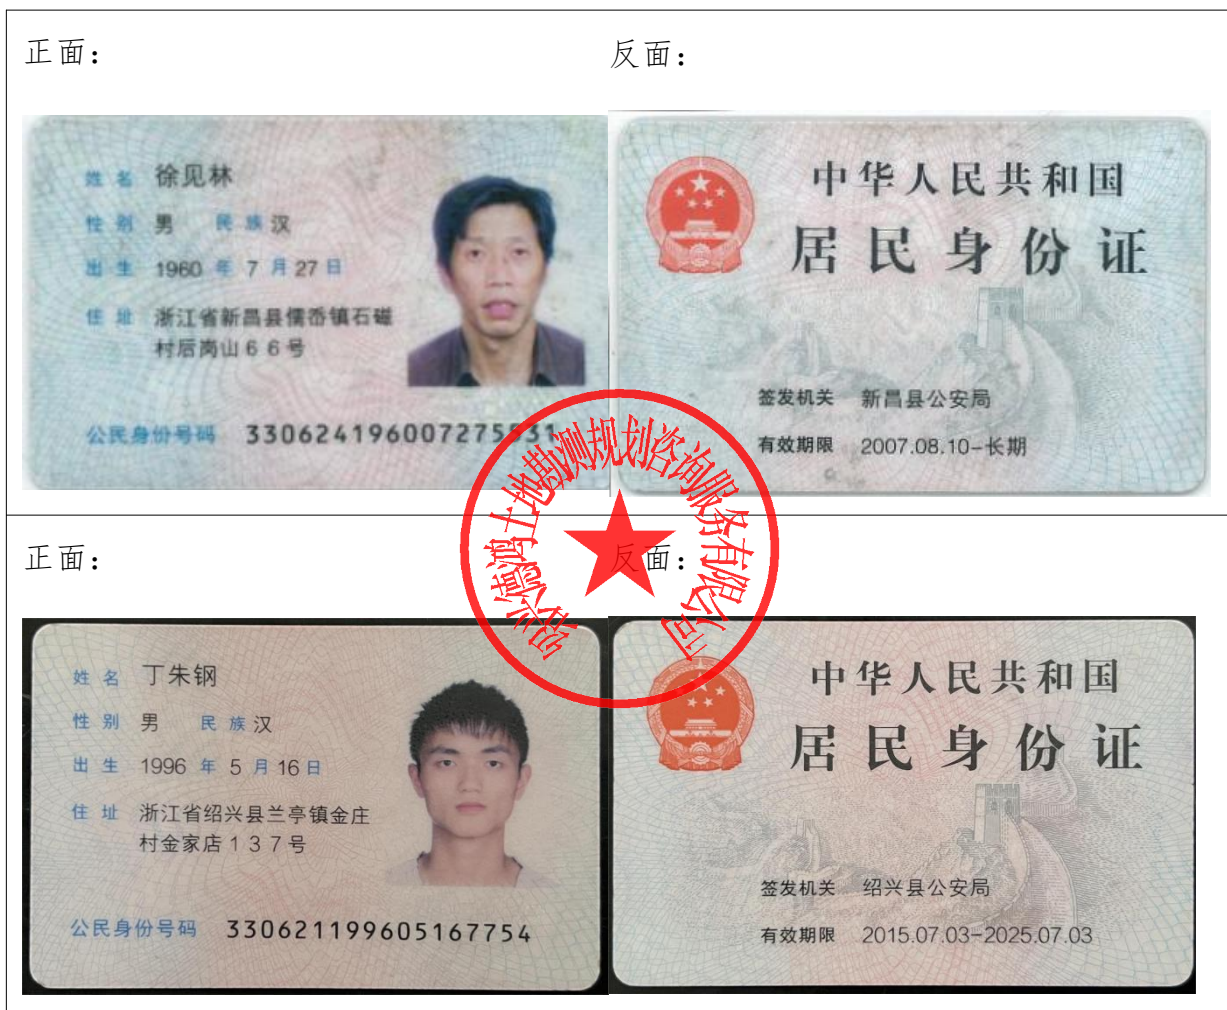 正面：
反面：
姓名 徐见林
性别 男 民族 汉
出生 1960 年 7 月 27 日
住址 浙江省新昌县儒岙镇石磁
村后岗山66号
公民身份号码
中华人民共和国
居民身份证
签发机关 新昌县公安局
有效期限 2007.08.10-长期
绍兴德鸿土地勘测规划咨询服务有限公司
正面：
反面：
姓名 丁朱钢
性别 男 民族 汉
出生 1996 年 5 月 16 日
住址 浙江省绍兴县兰亭镇金庄
村金家店137号
公民身份号码 330621199605167754
中华人民共和国
居民身份证
签发机关 绍兴县公安局
有效期限 2015.07.03-2025.07.03